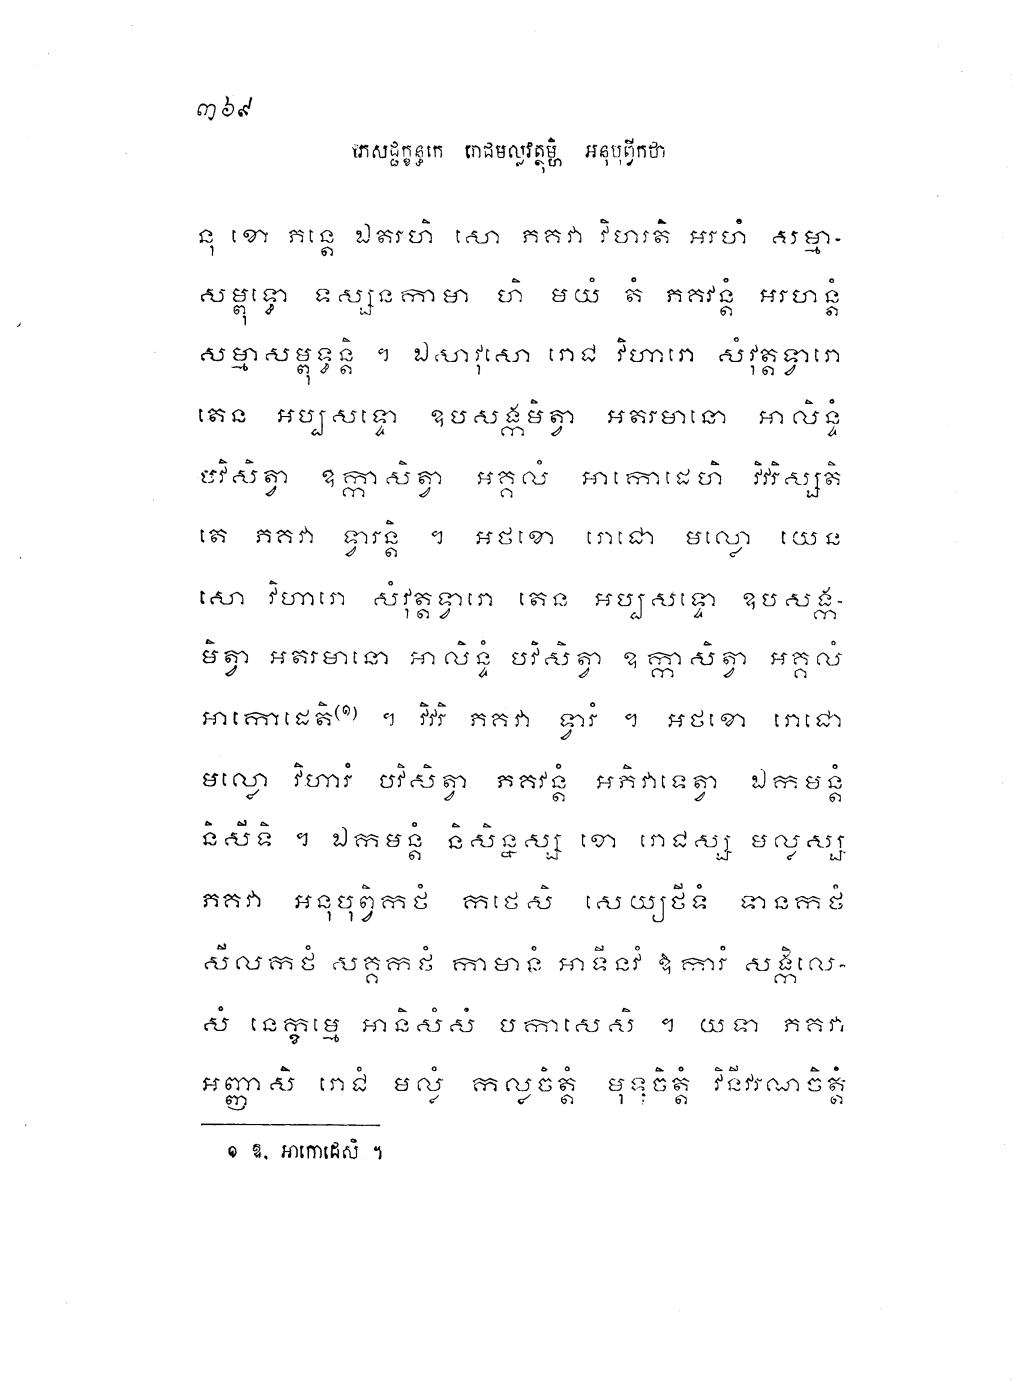 ៣៦៩
ភេសជ្ជក្ខន្ធកេ រោជមល្លវត្ថុម្ហិ អនុបុព្វីកថា
នុ ខោ ភន្តេ ឯតរហិ សោ ភគវា វិហរតិ អរហំ សម្មា-
សម្ពុទ្ធោ ទស្សនកាមា ហិ មយំ តំ ភគវន្តំ អរហន្តំ
សម្មាសម្ពុទ្ធន្តិ ។ ឯសាវុសោ រោជ វិហារោ សំវុត្តទ្វារោ
តេន អប្បសទ្ទោ ឧបសង្កមិត្វា អតរមានោ អាលិន្ទំ
បវិសិត្វា ឧក្កាសិត្វា អគ្គលំ អាកោដេហិ វិវរិស្សតិ
តេ ភគវា ទ្វារន្តិ ។ អថខោ រោជោ មល្លោ យេន
សោ វិហារោ សំវុត្តទ្វារោ តេន អប្បសទ្ទោ ឧបសង្ក-
មិត្វា អតរមានោ អាលិន្ទំ បវិសិត្វា ឧក្កាសិត្វា អគ្គលំ
អាកោដេតិ(១) ។ វិវរិ ភគវា ទ្វារំ ។ អថខោ រោជោ
មល្លោ វិហារំ បវិសិត្វា ភគវន្តំ អភិវាទេត្វា ឯកមន្តំ
និសីទិ ។ ឯកមន្តំ និសិន្នស្ស ខោ រោជស្ស មល្លស្ស
ភគវា អនុបុព្វិកថំ កថេសិ សេយ្យថីទំ ទានកថំ
សីលកថំ សគ្គកថំ កាមានំ អាទីនវំ ឱការំ សង្កិលេ-
សំ នេក្ខម្មេ អានិសំសំ បកាសេសិ ។ យទា ភគវា
អញ្ញាសិ រោជំ មល្លំ កល្លចិត្តំ មុទុចិត្តំ វិនីវរណចិត្តំ
១ ឱ. អាកោដេសិ ។